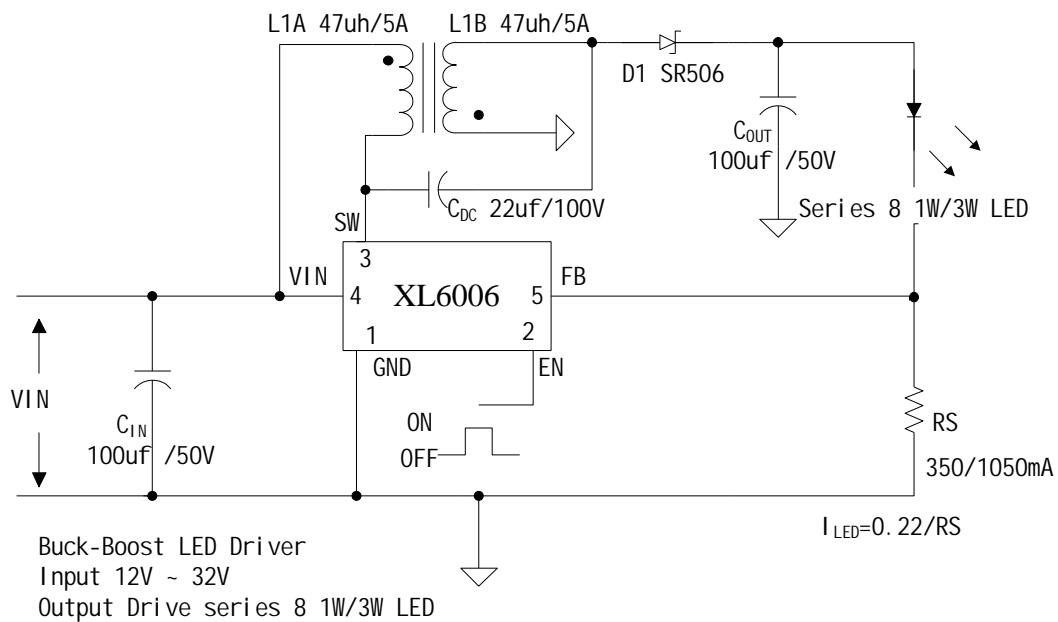 L1A 47uh/5A
L1B 47uh/5A
D1 SR506
COUT
100uf /50V
CDC 22uf/100V
Series 8 1W/3W LED
SW
3
VIN
4
XL6006
5
FB
1
2
GND
EN
VIN
CIN
100uf /50V
ON
OFF
RS
350/1050mA
ILED=0.22/RS
Buck-Boost LED Driver
Input 12V ~ 32V
Output Drive series 8 1W/3W LED